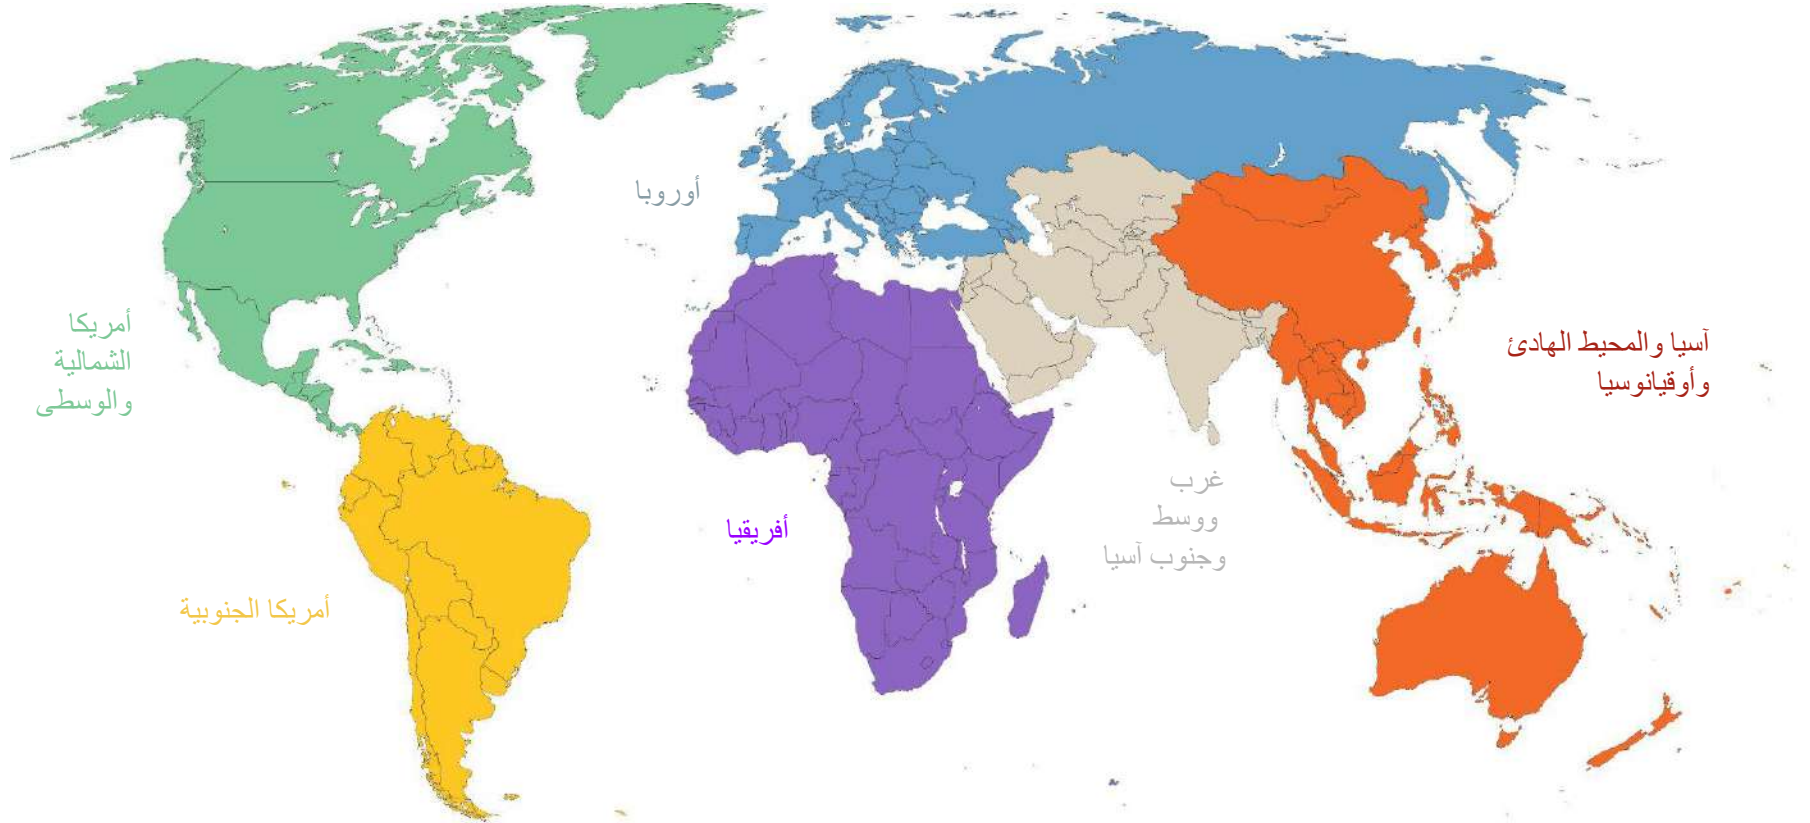 أوروبا
أمريكا
الشمالية
والوسطى
آسيا والمحيط الهادئ
وأوقيانوسيا
غرب
ووسط
وجنوب آسيا
أفريقيا
أمريكا الجنوبية